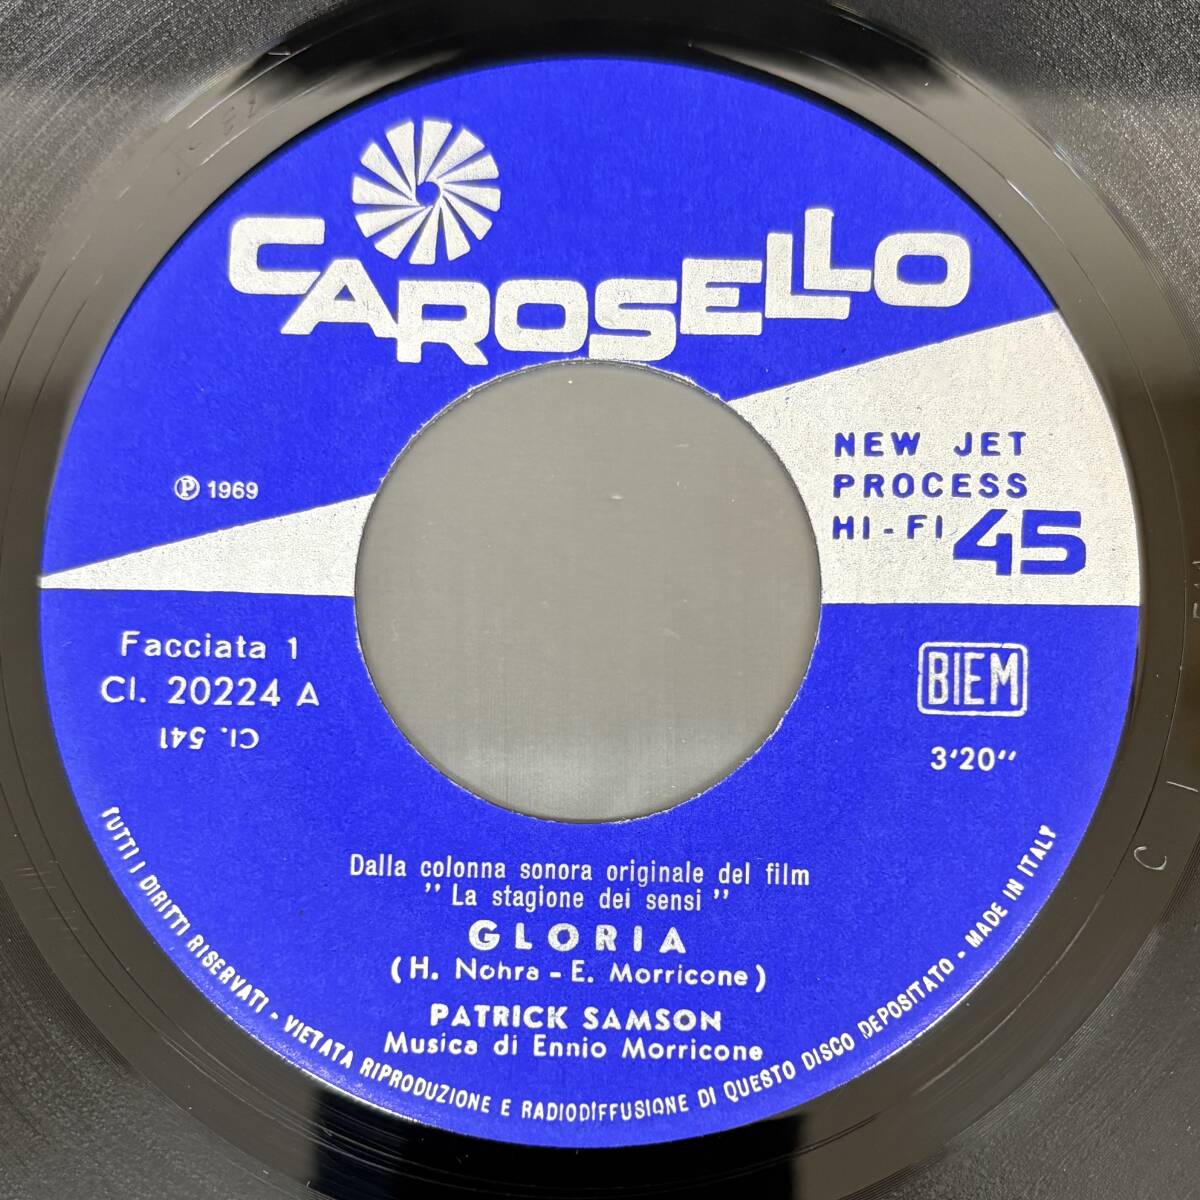 CAROSELLO
NEW JET
PROCESS
HI-FI 45
℗ 1969
Facciata 1
CI. 20224 A
CI. 541
BIEM
3'20''
Dalla colonna sonora originale del film
" La stagione dei sensi "
GLORIA
(H. Nohra - E. Morricone)
PATRICK SAMSON
Musica di Ennio Morricone
TUTTI I DIRITTI RISERVATI - VIETATA RIPRODUZIONE E RADIODIFFUSIONE DI QUESTO DISCO DEPOSITATO - MADE IN ITALY